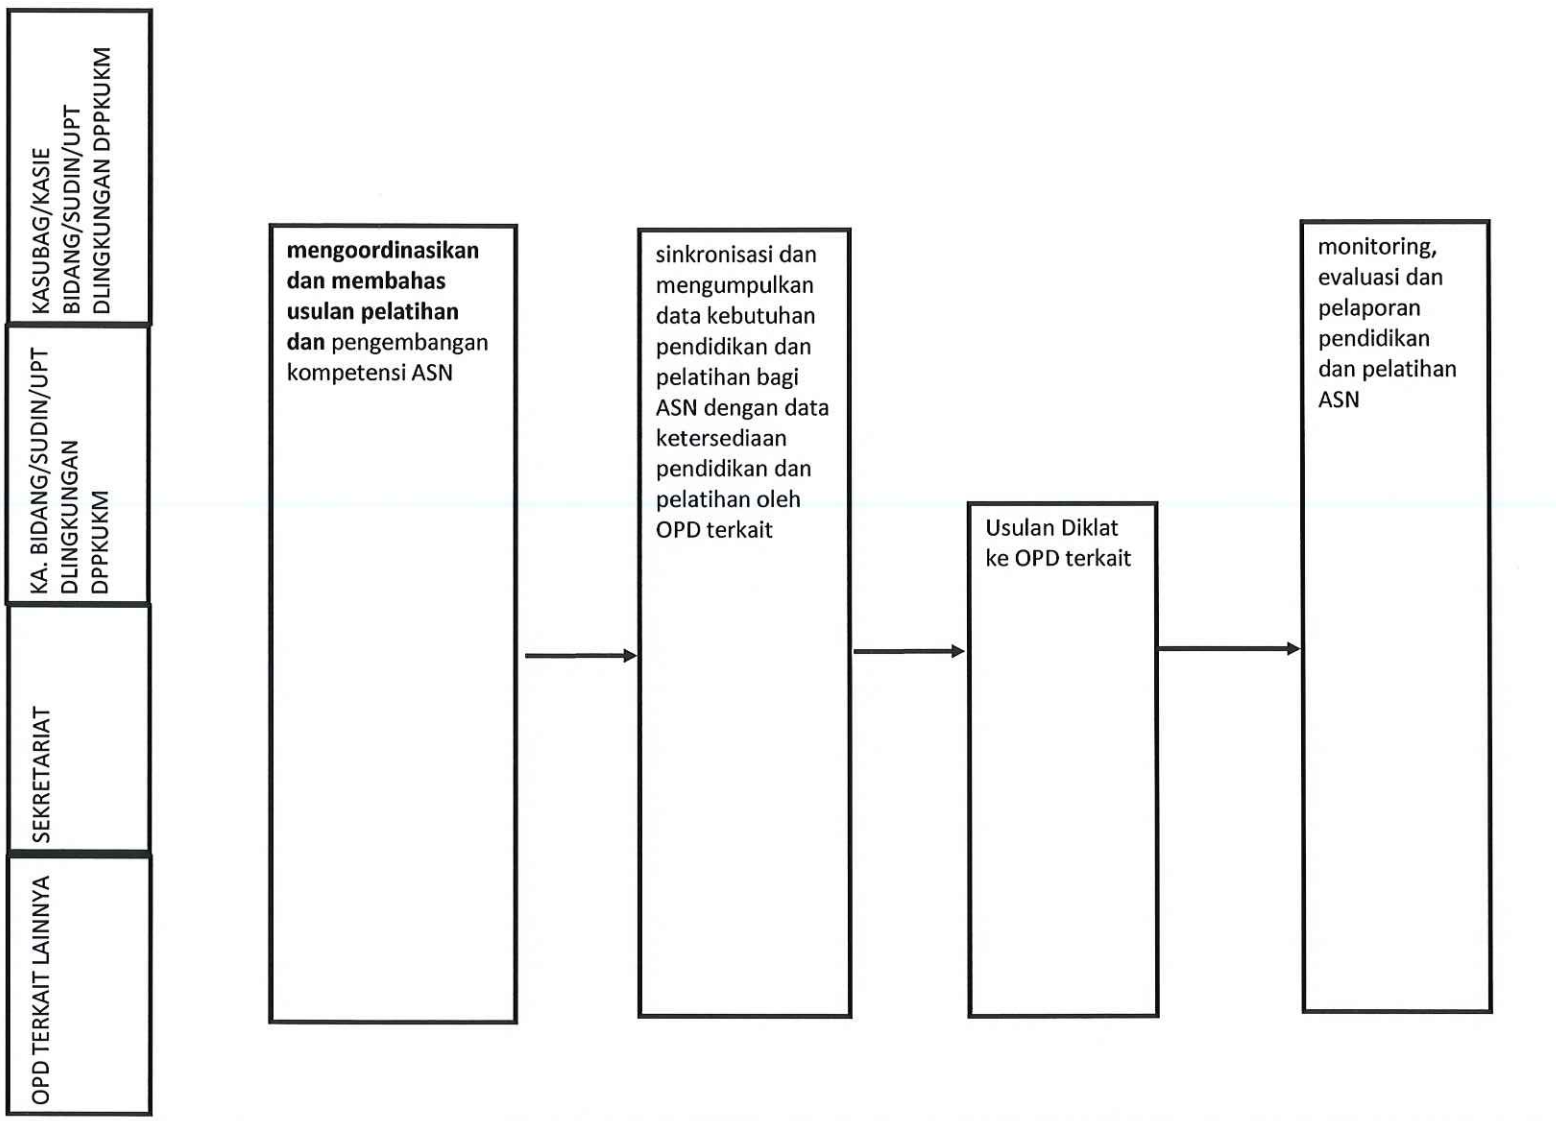 KASUBAG/KASIE
BIDANG/SUDIN/UPT
DLINGKUNGAN DPPKUKM
KA. BIDANG/SUDIN/UPT
DLINGKUNGAN
DPPKUKM
SEKRETARIAT
OPD TERKAIT LAINNYA
mengoordinasikan
dan membahas
usulan pelatihan
dan pengembangan
kompetensi ASN
sinkronisasi dan
mengumpulkan
data kebutuhan
pendidikan dan
pelatihan bagi
ASN dengan data
ketersediaan
pendidikan dan
pelatihan oleh
OPD terkait
Usulan Diklat
ke OPD terkait
monitoring,
evaluasi dan
pelaporan
pendidikan
dan pelatihan
ASN